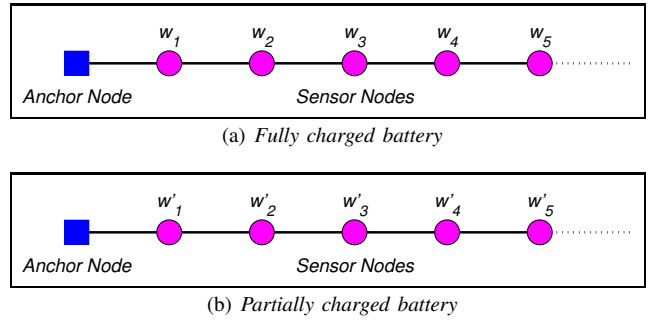 w1 w2 w3 w4 w5
Anchor Node Sensor Nodes
(a) Fully charged battery
w'1 w'2 w'3 w'4 w'5
Anchor Node Sensor Nodes
(b) Partially charged battery